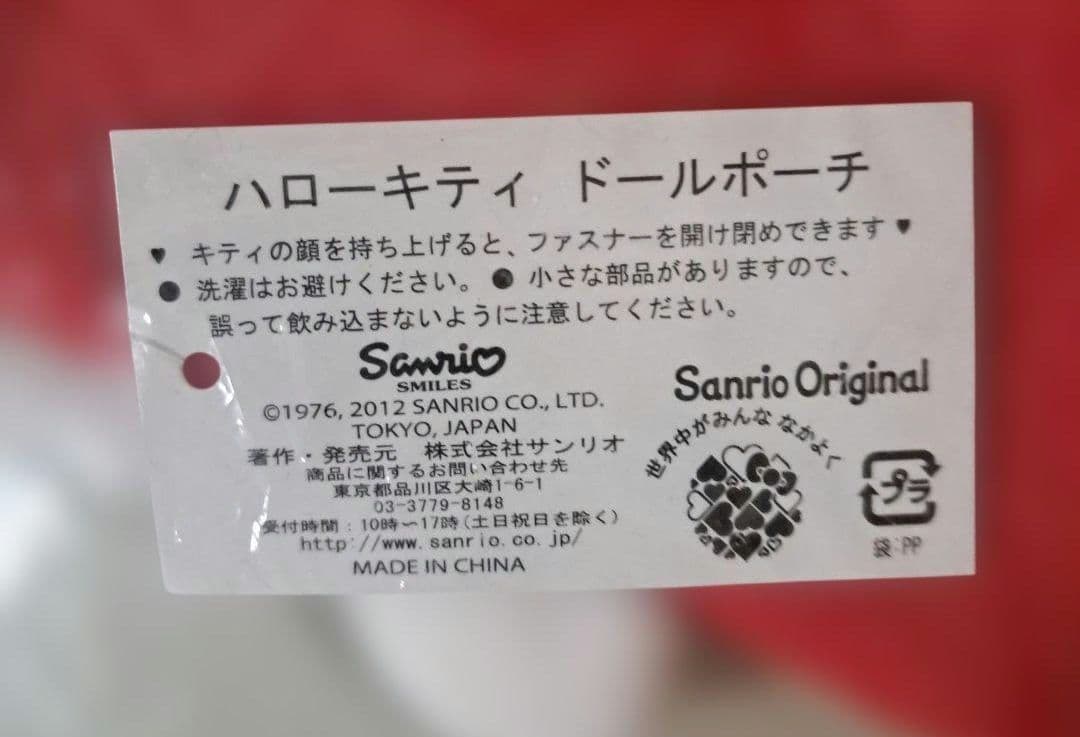 ハローキティ ドールポーチ
♥ キティの顔を持ち上げると、ファスナーを開け閉めできます ♥
● 洗濯はお避けください。 ● 小さな部品がありますので、
誤って飲み込まないように注意してください。
Sanrio
SMILES
©1976, 2012 SANRIO CO., LTD.
TOKYO, JAPAN
著作・発売元 株式会社サンリオ
商品に関するお問い合わせ先
東京都品川区大崎1-6-1
03-3779-8148
受付時間：10時〜17時(土日祝日を除く)
http://www.sanrio.co.jp/
MADE IN CHINA
Sanrio Original
世界中がみんな なかよく
プラ
袋:PP